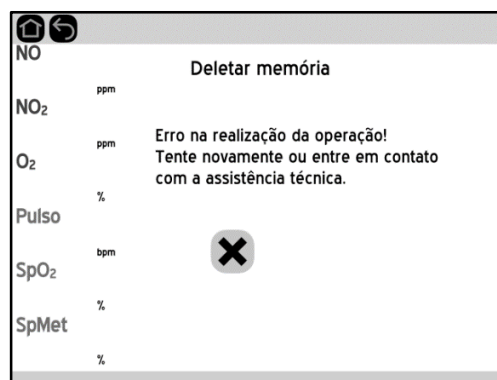 NO
ppm
NO₂
ppm
O₂
%
Pulso
bpm
SpO₂
%
SpMet
%
Deletar memória
Erro na realização da operação!
Tente novamente ou entre em contato
com a assistência técnica.